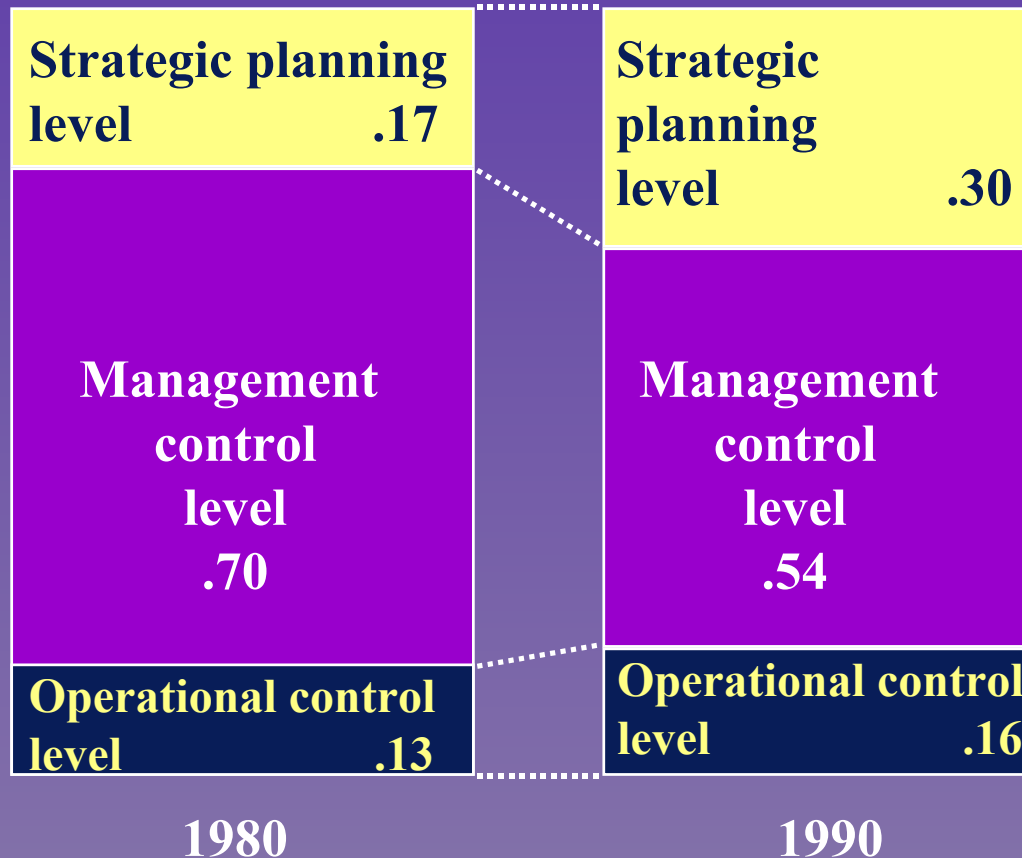 Strategic planning
level .17
Management
control
level
.70
Operational control
level .13
1980
Strategic
planning
level .30
Management
control
level
.54
Operational control
level .16
1990